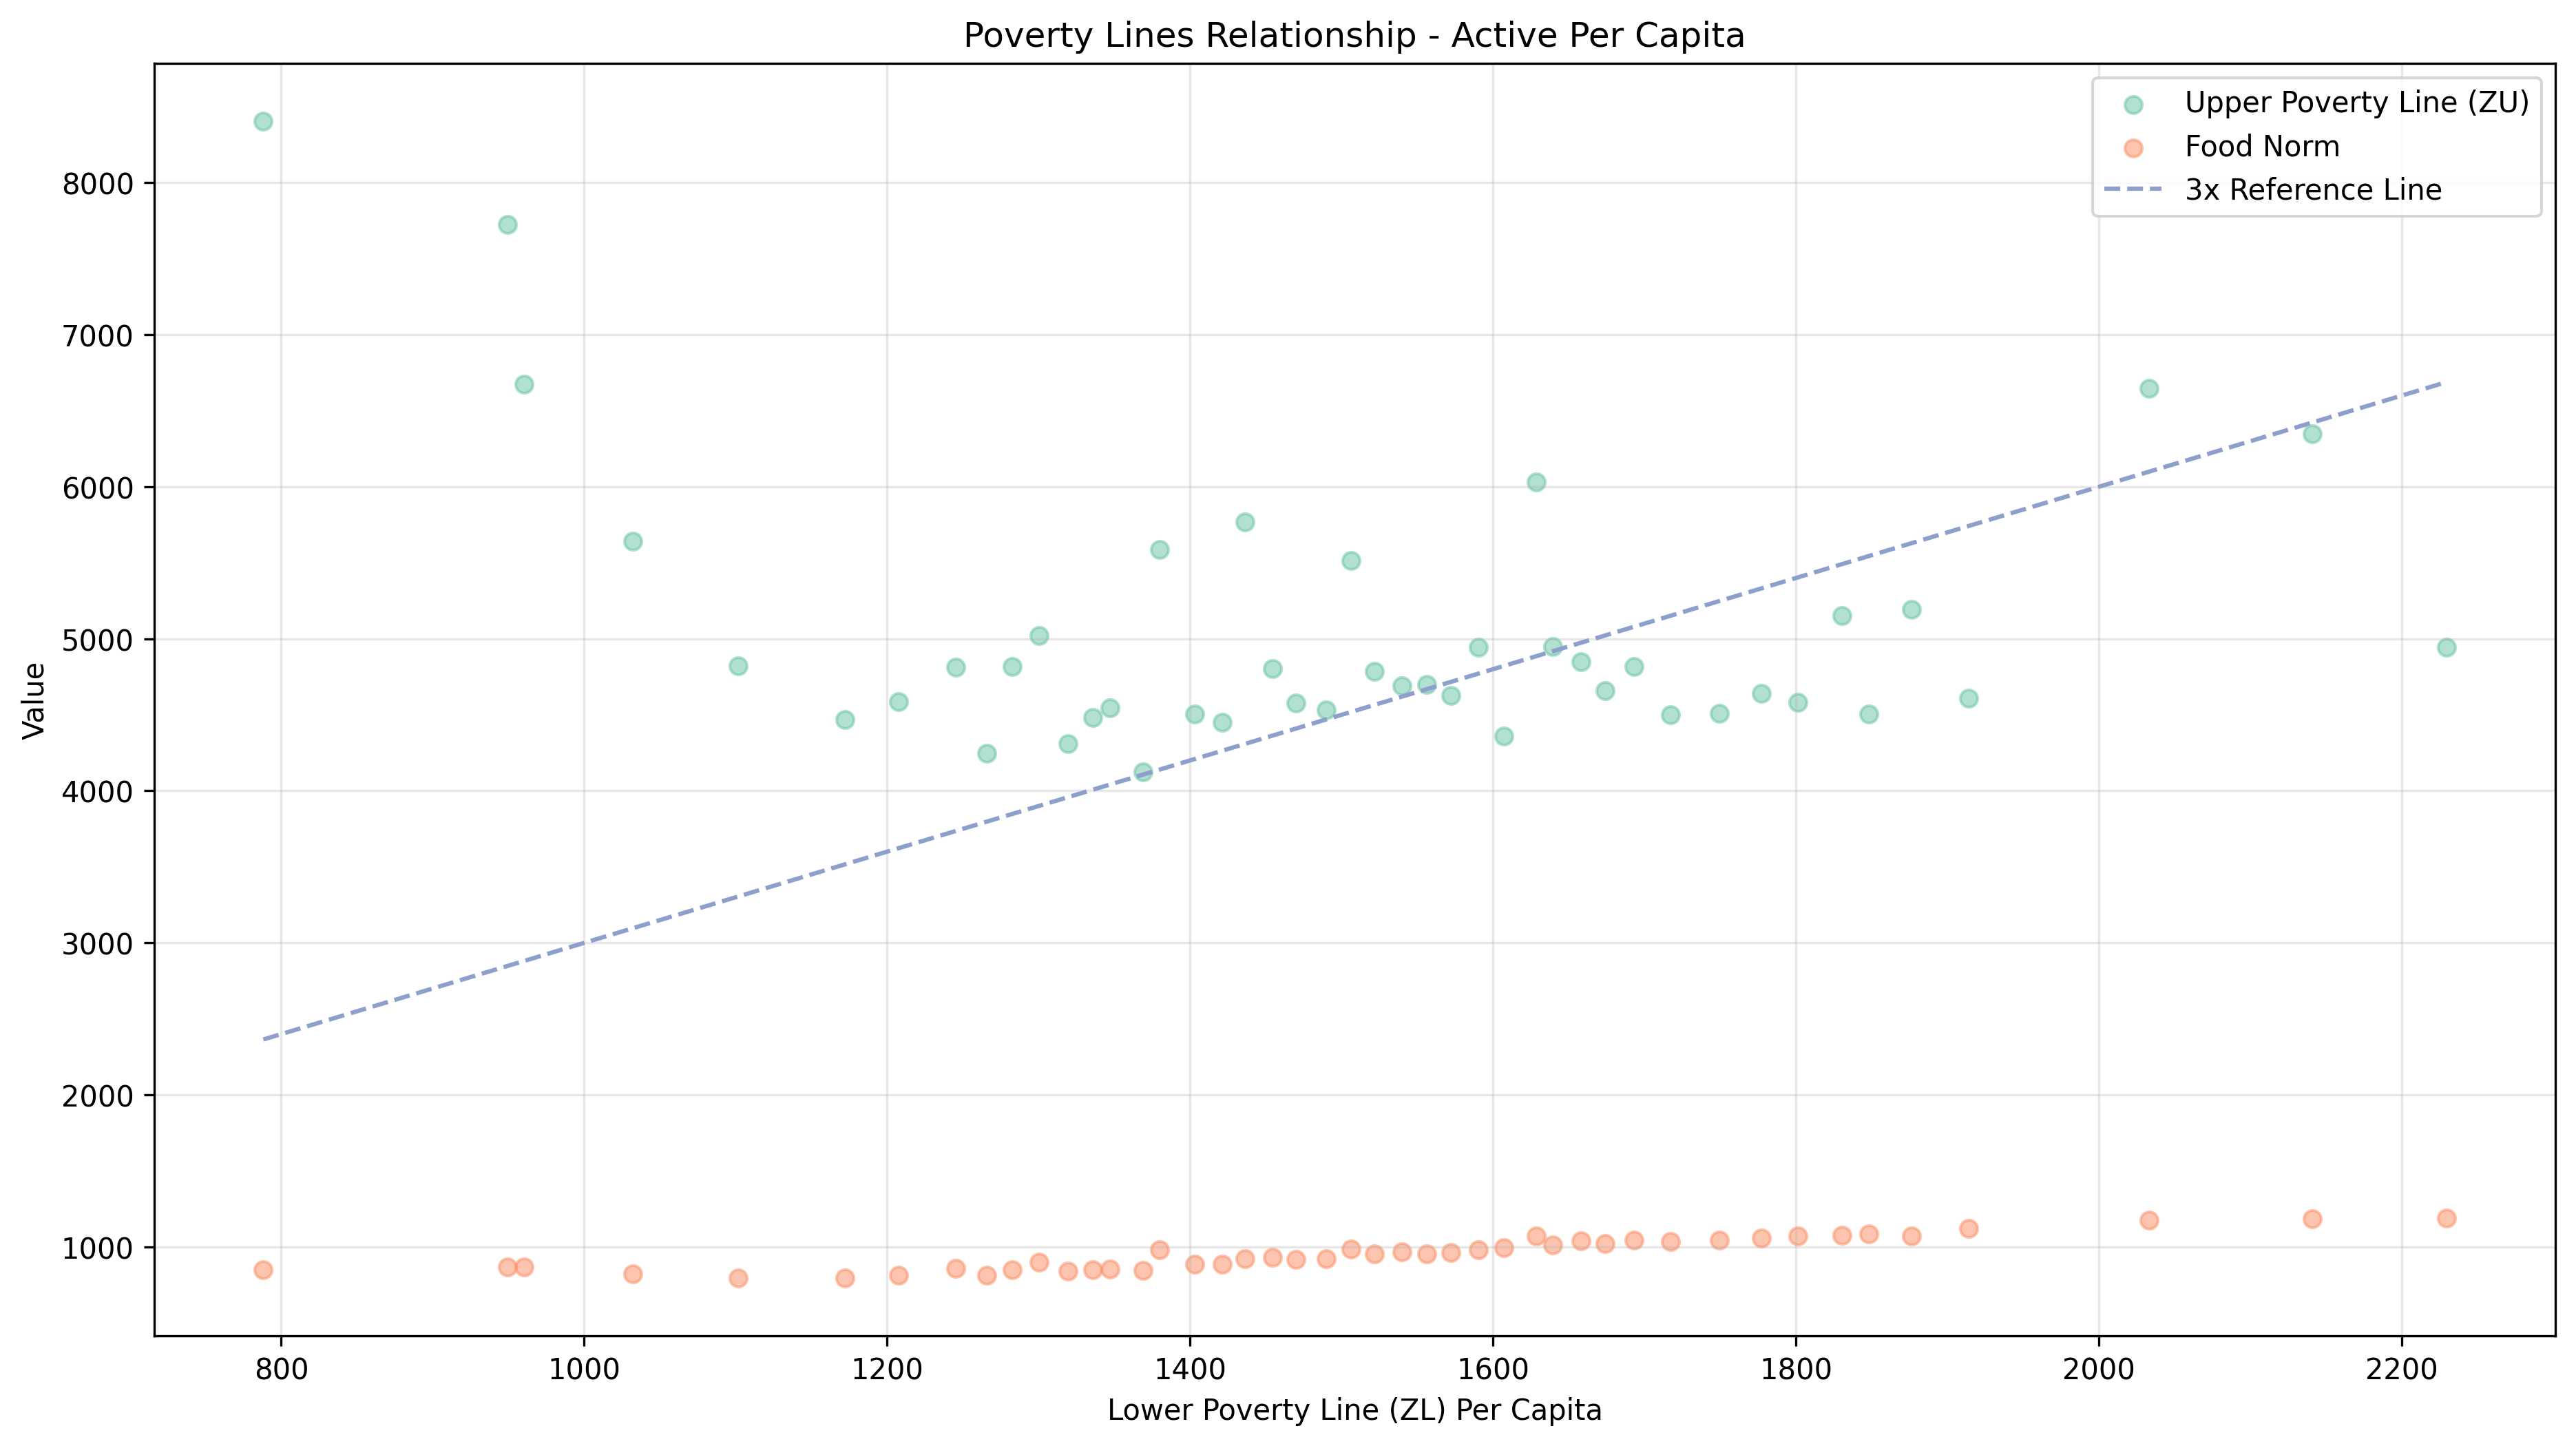 Poverty Lines Relationship - Active Per Capita
Upper Poverty Line (ZU)
Food Norm
3x Reference Line
8000
7000
6000
5000
4000
3000
2000
1000
Value
800 1000 1200 1400 1600 1800 2000 2200
Lower Poverty Line (ZL) Per Capita